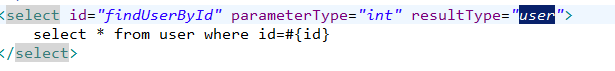 <select id="findUserById" parameterType="int" resultType="user">
select * from user where id=#{id}
</select>